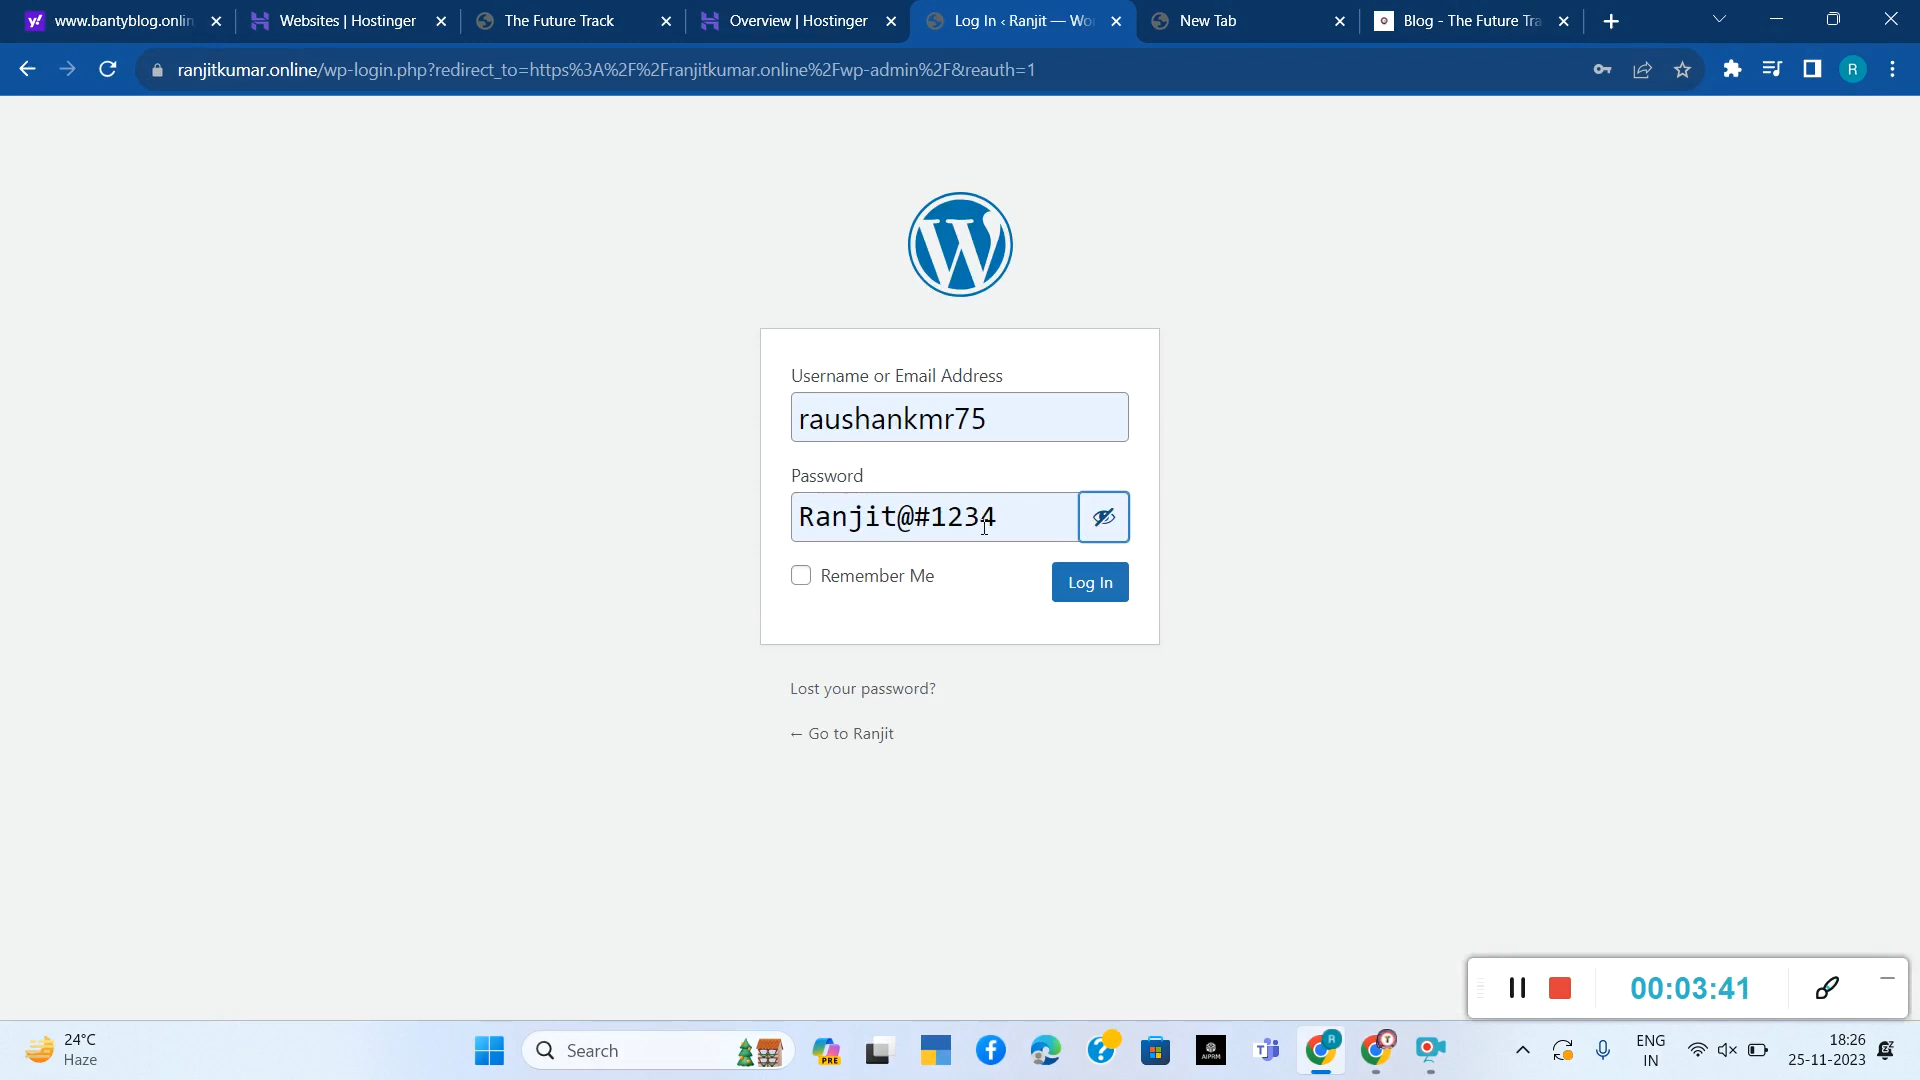 www.bantyblog.onlin
Websites | Hostinger
The Future Track
Overview | Hostinger
Log In ‹ Ranjit — Wo
New Tab
Blog - The Future Tra
ranjitkumar.online/wp-login.php?redirect_to=https%3A%2F%2Franjitkumar.online%2Fwp-admin%2F&reauth=1
R
Username or Email Address
raushankmr75
Password
Ranjit@#1234
Remember Me
Log In
Lost your password?
← Go to Ranjit
00:03:41
24°C
Haze
Search
PRE
AIPRM
R
T
ENG
IN
18:26
25-11-2023